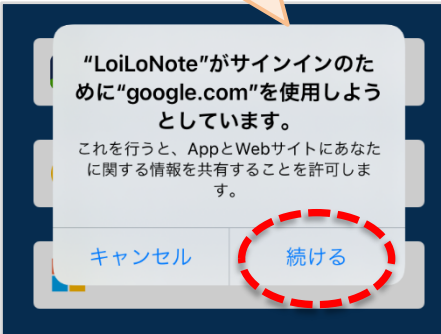 “LoiLoNote”がサインインのた
めに“google.com”を使用しよう
としています。
これを行うと、AppとWebサイトにあなた
に関する情報を共有することを許可しま
す。
キャンセル
続ける